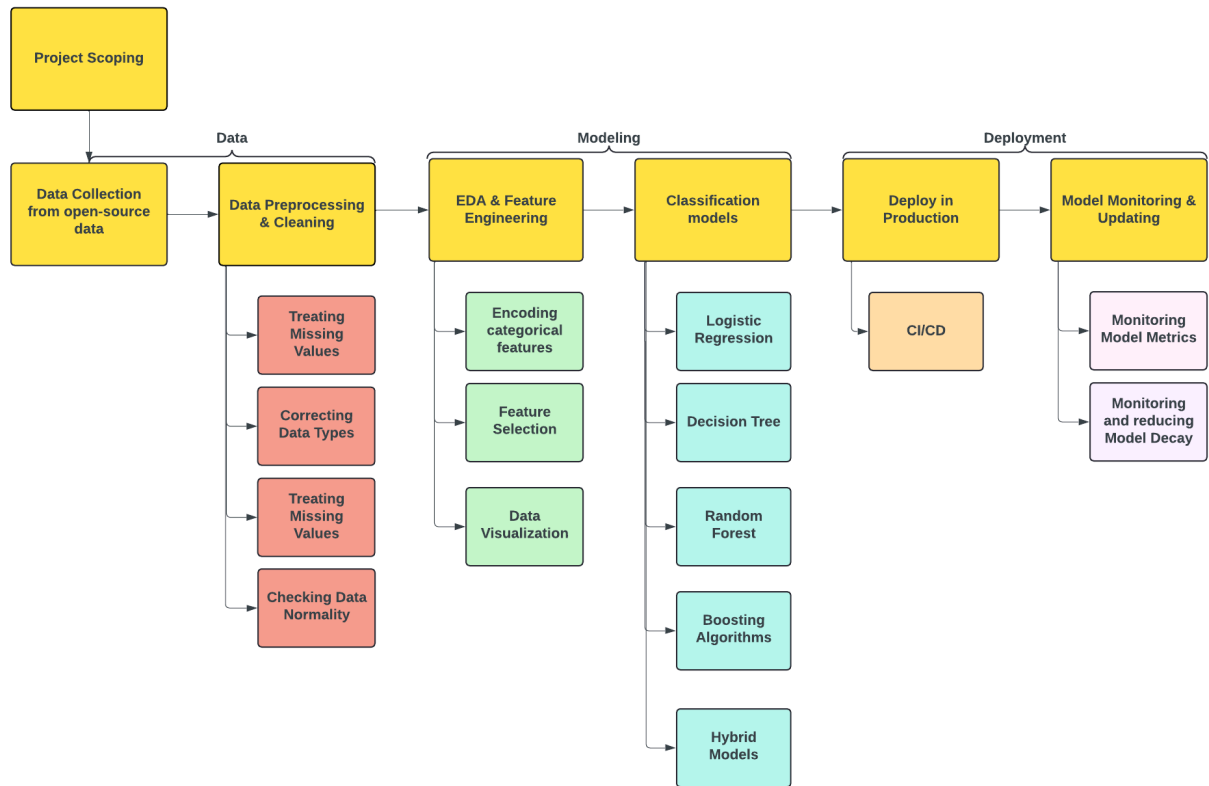 Project Scoping
Data
Modeling
Deployment
Data Collection
from open-source
data
Data Preprocessing
& Cleaning
EDA & Feature
Engineering
Classification
models
Deploy in
Production
Model Monitoring &
Updating
Treating
Missing
Values
Correcting
Data Types
Treating
Missing
Values
Checking Data
Normality
Encoding
categorical
features
Feature
Selection
Data
Visualization
Logistic
Regression
Decision Tree
Random
Forest
Boosting
Algorithms
Hybrid
Models
CI/CD
Monitoring
Model Metrics
Monitoring
and reducing
Model Decay